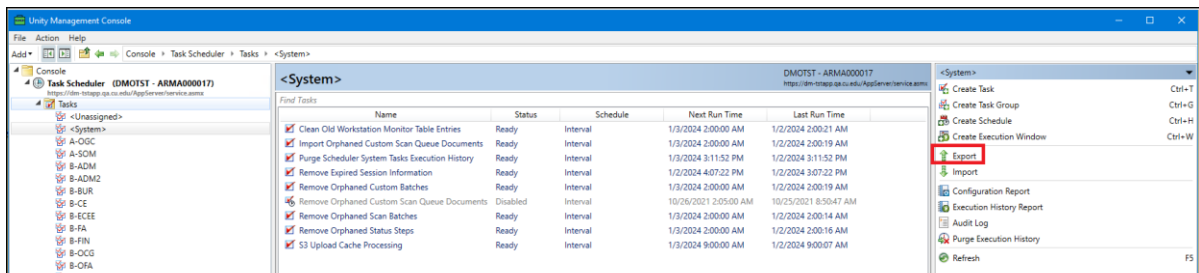 Unity Management Console
File Action Help
Add Console Task Scheduler Tasks <System>
Console
Task Scheduler (DMOTST - ARMA000017)
https://dm-tstapp.qa.cu.edu/AppServer/service.asmx
Tasks
<Unassigned>
<System>
A-OGC
A-SOM
B-ADM
B-ADM2
B-BUR
B-CE
B-ECEE
B-FA
B-FIN
B-OCG
B-OFA
<System>
DMOTST - ARMA000017
https://dm-tstapp.qa.cu.edu/AppServer/service.asmx
Find Tasks
Name Status Schedule Next Run Time Last Run Time
Clean Old Workstation Monitor Table Entries Ready Interval 1/3/2024 2:00:00 AM 1/2/2024 2:00:21 AM
Import Orphaned Custom Scan Queue Documents Ready Interval 1/3/2024 2:00:00 AM 1/2/2024 2:00:19 AM
Purge Scheduler System Tasks Execution History Ready Interval 1/3/2024 3:11:52 PM 1/2/2024 3:11:52 PM
Remove Expired Session Information Ready Interval 1/2/2024 4:07:22 PM 1/2/2024 3:07:22 PM
Remove Orphaned Custom Batches Ready Interval 1/3/2024 2:00:00 AM 1/2/2024 2:00:19 AM
Remove Orphaned Custom Scan Queue Documents Disabled Interval 10/26/2021 2:05:00 AM 10/25/2021 8:50:47 AM
Remove Orphaned Scan Batches Ready Interval 1/3/2024 2:00:00 AM 1/2/2024 2:00:14 AM
Remove Orphaned Status Steps Ready Interval 1/3/2024 2:00:00 AM 1/2/2024 2:00:16 AM
S3 Upload Cache Processing Ready Interval 1/3/2024 9:00:00 AM 1/2/2024 9:00:07 AM
<System>
Create Task Ctrl+T
Create Task Group Ctrl+G
Create Schedule Ctrl+H
Create Execution Window Ctrl+W
Export
Import
Configuration Report
Execution History Report
Audit Log
Purge Execution History
Refresh F5